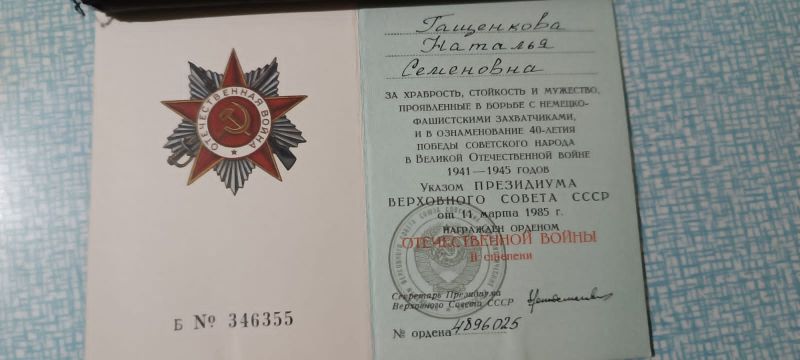 ОТЕЧЕСТВЕННАЯ ВОЙНА
Б № 346355
Гащенкова
Наталья
Семеновна
ЗА ХРАБРОСТЬ, СТОЙКОСТЬ И МУЖЕСТВО,
ПРОЯВЛЕННЫЕ В БОРЬБЕ С НЕМЕЦКО-
ФАШИСТСКИМИ ЗАХВАТЧИКАМИ,
И В ОЗНАМЕНОВАНИЕ 40-ЛЕТИЯ
ПОБЕДЫ СОВЕТСКОГО НАРОДА
В ВЕЛИКОЙ ОТЕЧЕСТВЕННОЙ ВОЙНЕ
1941—1945 ГОДОВ
УКАЗОМ ПРЕЗИДИУМА
ВЕРХОВНОГО СОВЕТА СССР
от 11 марта 1985 г.
НАГРАЖДЕН ОРДЕНОМ
ОТЕЧЕСТВЕННОЙ ВОЙНЫ
II степени
Секретарь Президиума
Верховного Совета СССР
№ ордена 4896025